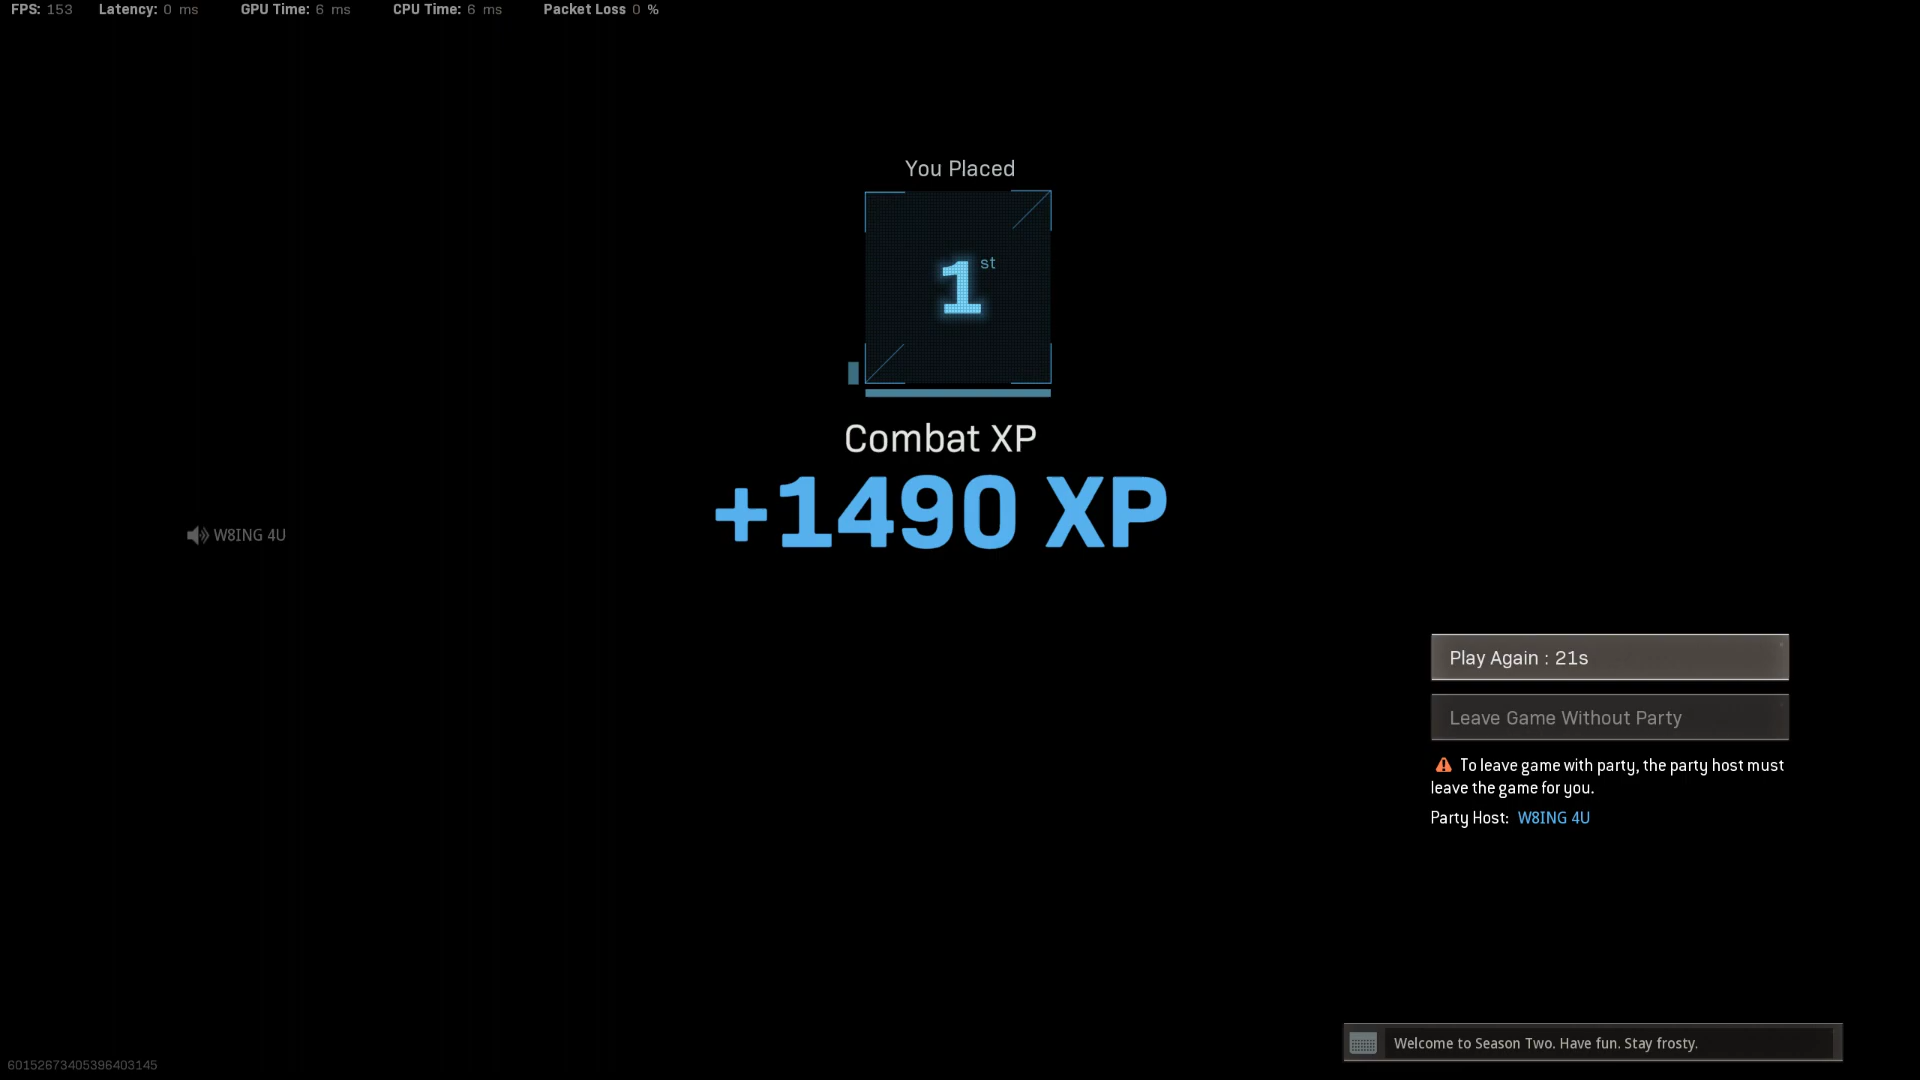 FPS: 153 Latency: 0 ms GPU Time: 6 ms CPU Time: 6 ms Packet Loss 0 %
You Placed
1st
Combat XP
+1490 XP
W8ING 4U
Play Again : 21s
Leave Game Without Party
To leave game with party, the party host must
leave the game for you.
Party Host: W8ING 4U
Welcome to Season Two. Have fun. Stay frosty.
60152673405396403145